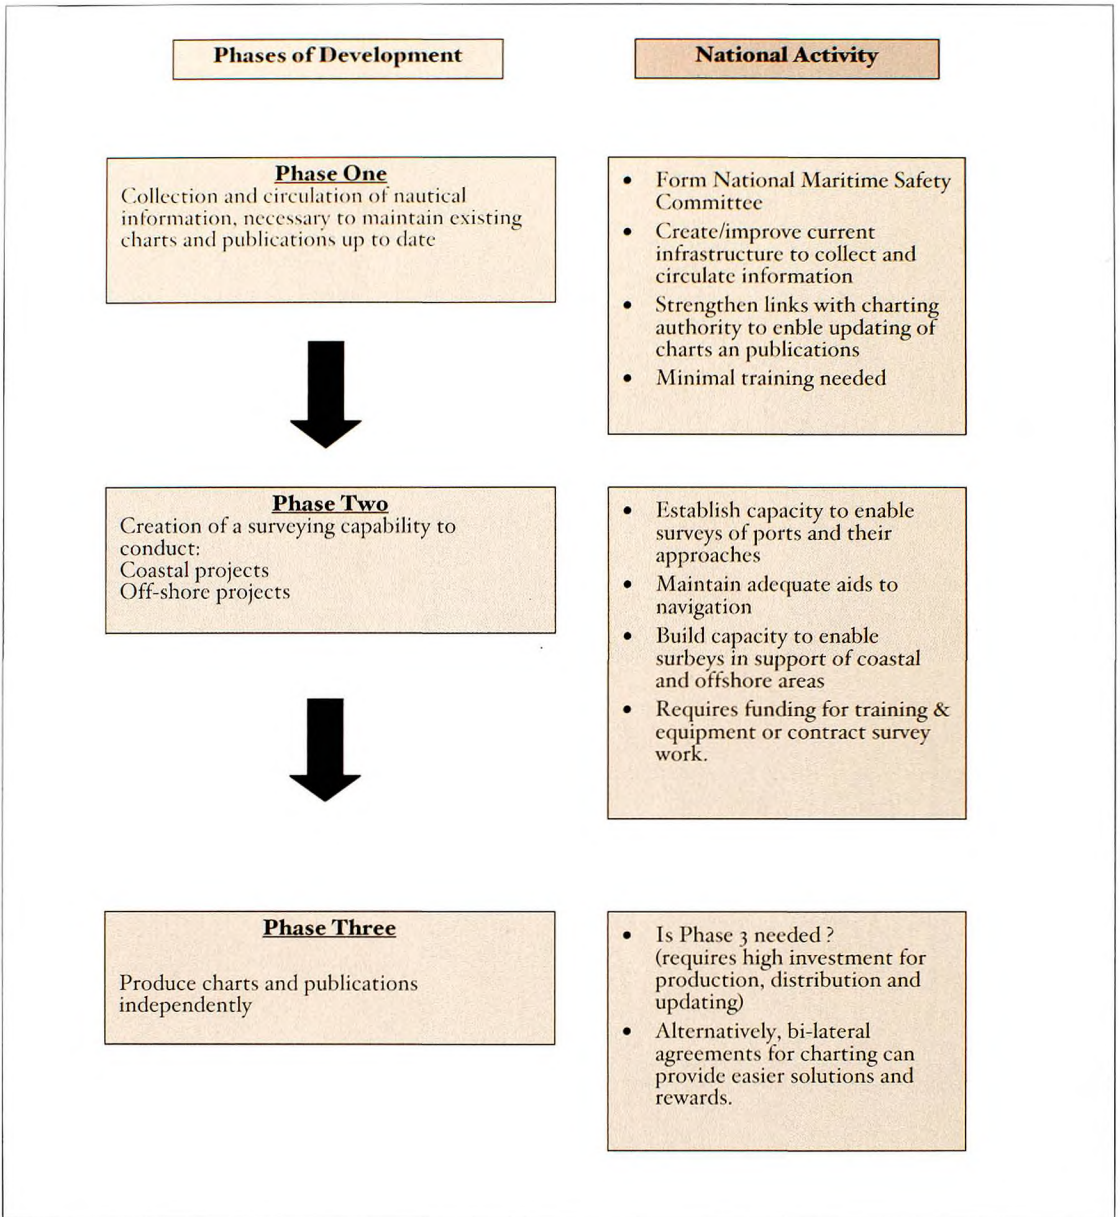 Phases of Development
National Activity
Phase One
Collection and circulation of nautical
information, necessary to maintain existing
charts and publications up to date
• Form National Maritime Safety
Committee
• Create/improve current
infrastructure to collect and
circulate information
• Strengthen links with charting
authority to enble updating of
charts an publications
• Minimal training needed
Phase Two
Creation of a surveying capability to
conduct:
Coastal projects
Off-shore projects
• Establish capacity to enable
surveys of ports and their
approaches
• Maintain adequate aids to
navigation
• Build capacity to enable
surbeys in support of coastal
and offshore areas
• Requires funding for training &
equipment or contract survey
work.
Phase Three
Produce charts and publications
independently
• Is Phase 3 needed ?
(requires high investment for
production, distribution and
updating)
• Alternatively, bi-lateral
agreements for charting can
provide easier solutions and
rewards.